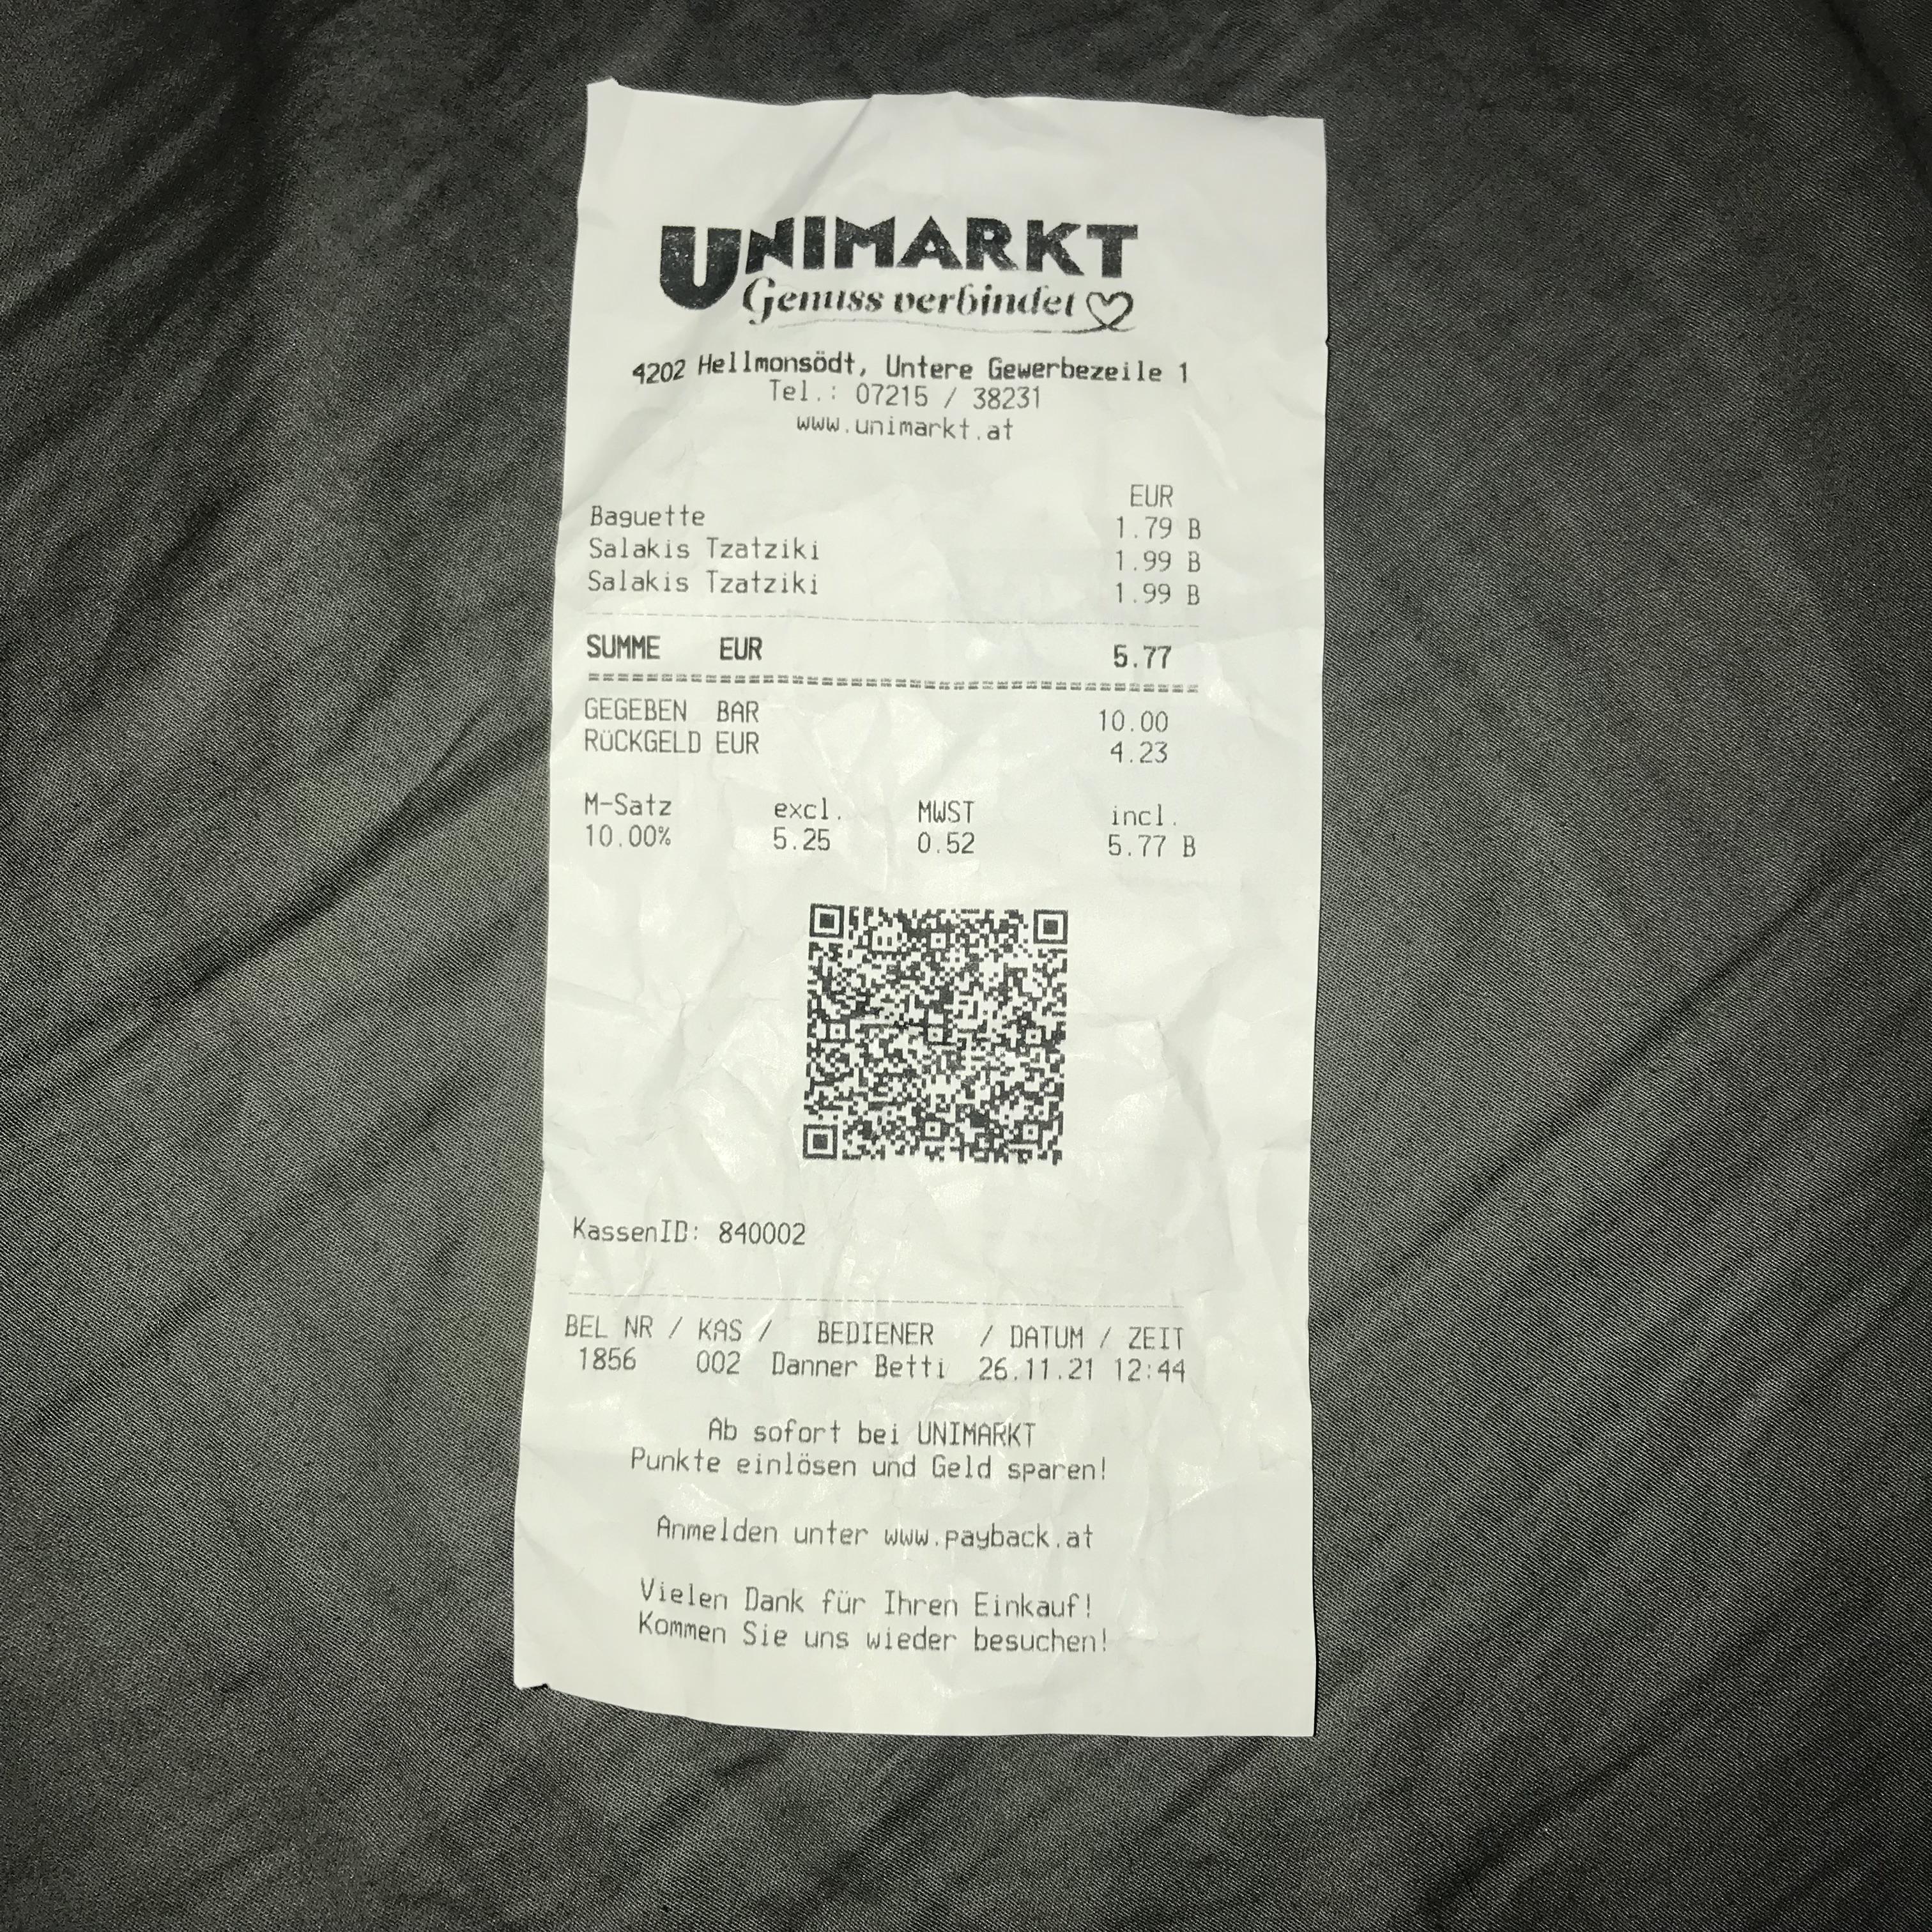 UNIMARKT
Genuss verbindet
4202 Hellmonsödt, Untere Gewerbezeile 1
Tel.: 07215 / 38231
www.unimarkt.at
EUR
Baguette 1.79 B
Salakis Tzatziki 1.99 B
Salakis Tzatziki 1.99 B
SUMME EUR 5.77
GEGEBEN BAR 10.00
RÜCKGELD EUR 4.23
M-Satz excl. MWST incl.
10.00% 5.25 0.52 5.77 B
KassenID: 840002
BEL NR / KAS / BEDIENER / DATUM / ZEIT
1856 002 Danner Betti 26.11.21 12:44
Ab sofort bei UNIMARKT
Punkte einlösen und Geld sparen!
Anmelden unter www.payback.at
Vielen Dank für Ihren Einkauf!
Kommen Sie uns wieder besuchen!